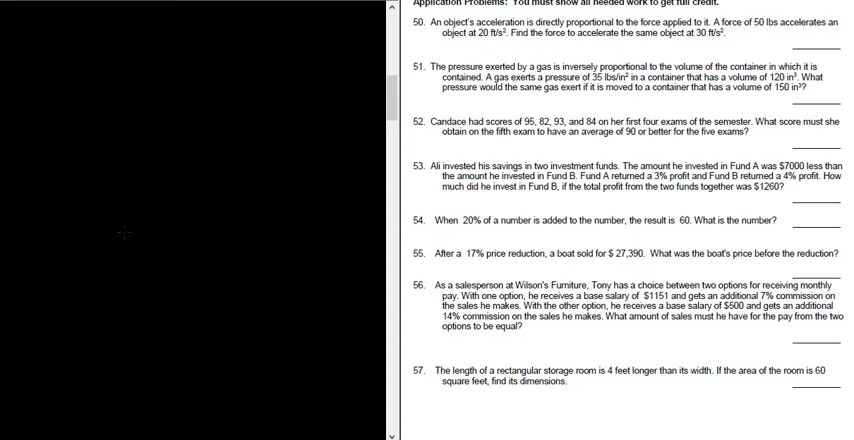 Application Problems: You must show all needed work to get full credit.
50. An object's acceleration is directly proportional to the force applied to it. A force of 50 lbs accelerates an
object at 20 ft/s². Find the force to accelerate the same object at 30 ft/s².
51. The pressure exerted by a gas is inversely proportional to the volume of the container in which it is
contained. A gas exerts a pressure of 35 lbs/in² in a container that has a volume of 120 in³. What
pressure would the same gas exert if it is moved to a container that has a volume of 150 in³?
52. Candace had scores of 95, 82, 93, and 84 on her first four exams of the semester. What score must she
obtain on the fifth exam to have an average of 90 or better for the five exams?
53. Ali invested his savings in two investment funds. The amount he invested in Fund A was $7000 less than
the amount he invested in Fund B. Fund A returned a 3% profit and Fund B returned a 4% profit. How
much did he invest in Fund B, if the total profit from the two funds together was $1260?
54. When 20% of a number is added to the number, the result is 60. What is the number?
55. After a 17% price reduction, a boat sold for $ 27,390. What was the boat's price before the reduction?
56. As a salesperson at Wilson's Furniture, Tony has a choice between two options for receiving monthly
pay. With one option, he receives a base salary of $1151 and gets an additional 7% commission on
the sales he makes. With the other option, he receives a base salary of $500 and gets an additional
14% commission on the sales he makes. What amount of sales must he have for the pay from the two
options to be equal?
57. The length of a rectangular storage room is 4 feet longer than its width. If the area of the room is 60
square feet, find its dimensions.